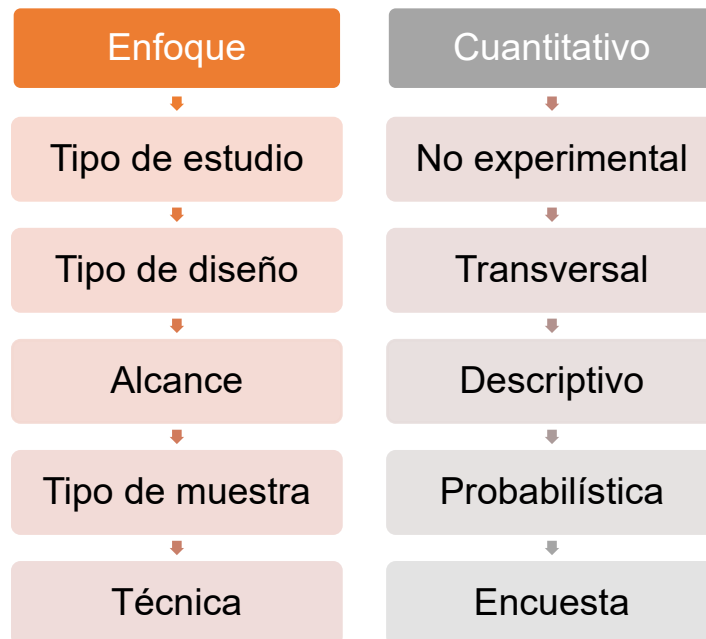 Enfoque
Cuantitativo
Tipo de estudio
No experimental
Tipo de diseño
Transversal
Alcance
Descriptivo
Tipo de muestra
Probabilística
Técnica
Encuesta